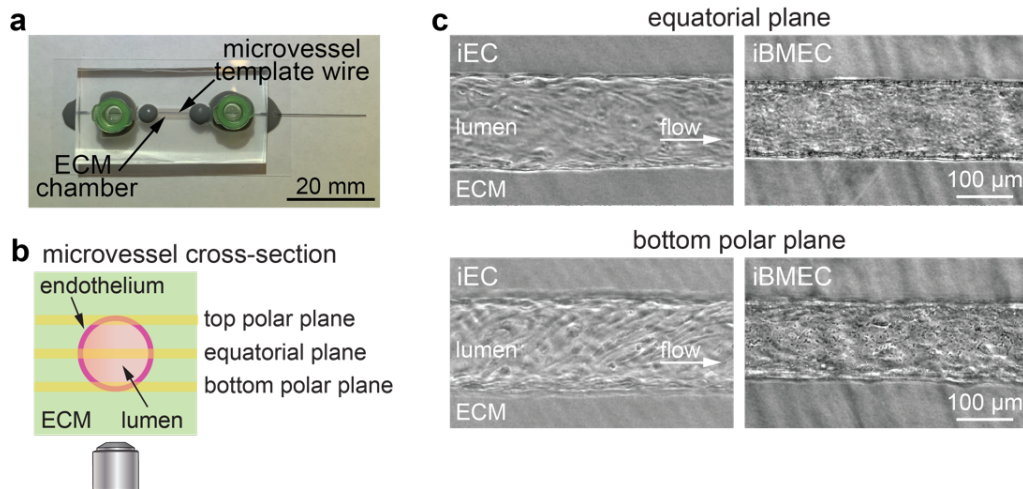 a
microvessel
template wire
ECM
chamber
20 mm
b
microvessel cross-section
endothelium
top polar plane
equatorial plane
bottom polar plane
ECM
lumen
c
equatorial plane
iEC
iBMEC
lumen
flow
ECM
100 µm
bottom polar plane
iEC
iBMEC
lumen
flow
ECM
100 µm